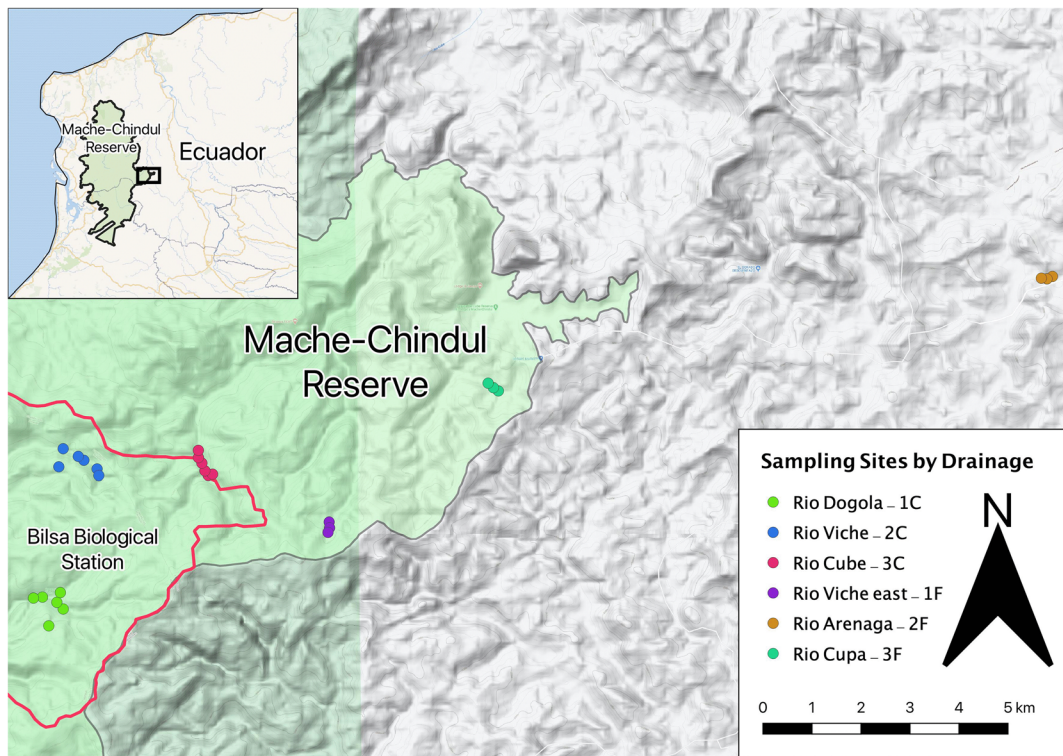 Mache-Chindul
Reserve
Ecuador
Mache-Chindul
Reserve
Bilsa Biological
Station
Sampling Sites by Drainage
Rio Dogola – 1C
Rio Viche – 2C
Rio Cube – 3C
Rio Viche east – 1F
Rio Arenaga – 2F
Rio Cupa – 3F
N
0 1 2 3 4 5 km